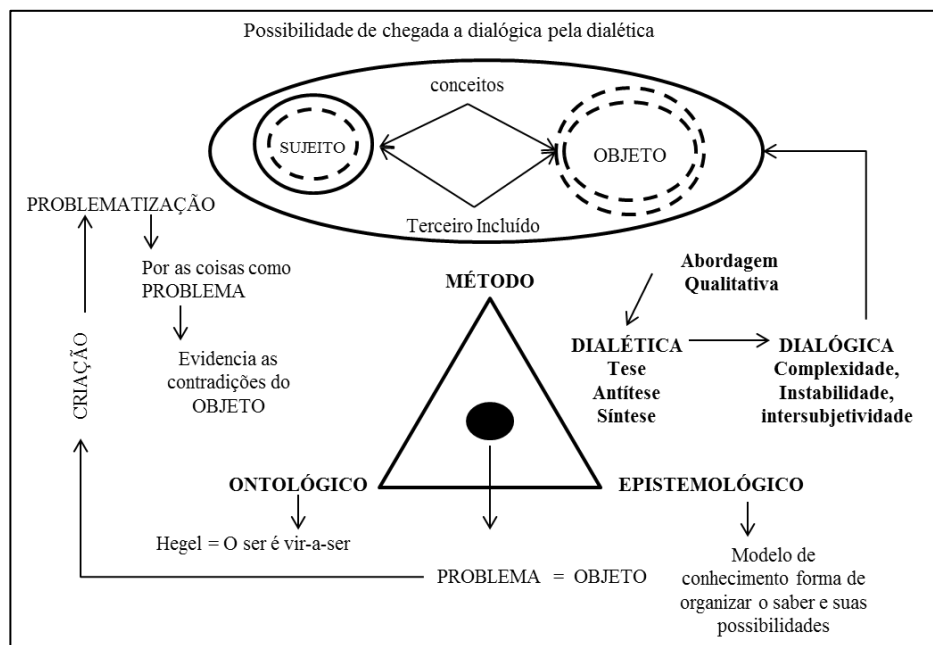 Possibilidade de chegada a dialógica pela dialética
conceitos
SUJEITO
OBJETO
Terceiro Incluído
PROBLEMATIZAÇÃO
Por as coisas como
PROBLEMA
Evidencia as
contradições do
OBJETO
CRIAÇÃO
MÉTODO
Abordagem
Qualitativa
DIALÉTICA
Tese
Antítese
Síntese
DIALÓGICA
Complexidade,
Instabilidade,
intersubjetividade
ONTOLÓGICO
EPISTEMOLÓGICO
Hegel = O ser é vir-a-ser
PROBLEMA = OBJETO
Modelo de
conhecimento forma de
organizar o saber e suas
possibilidades